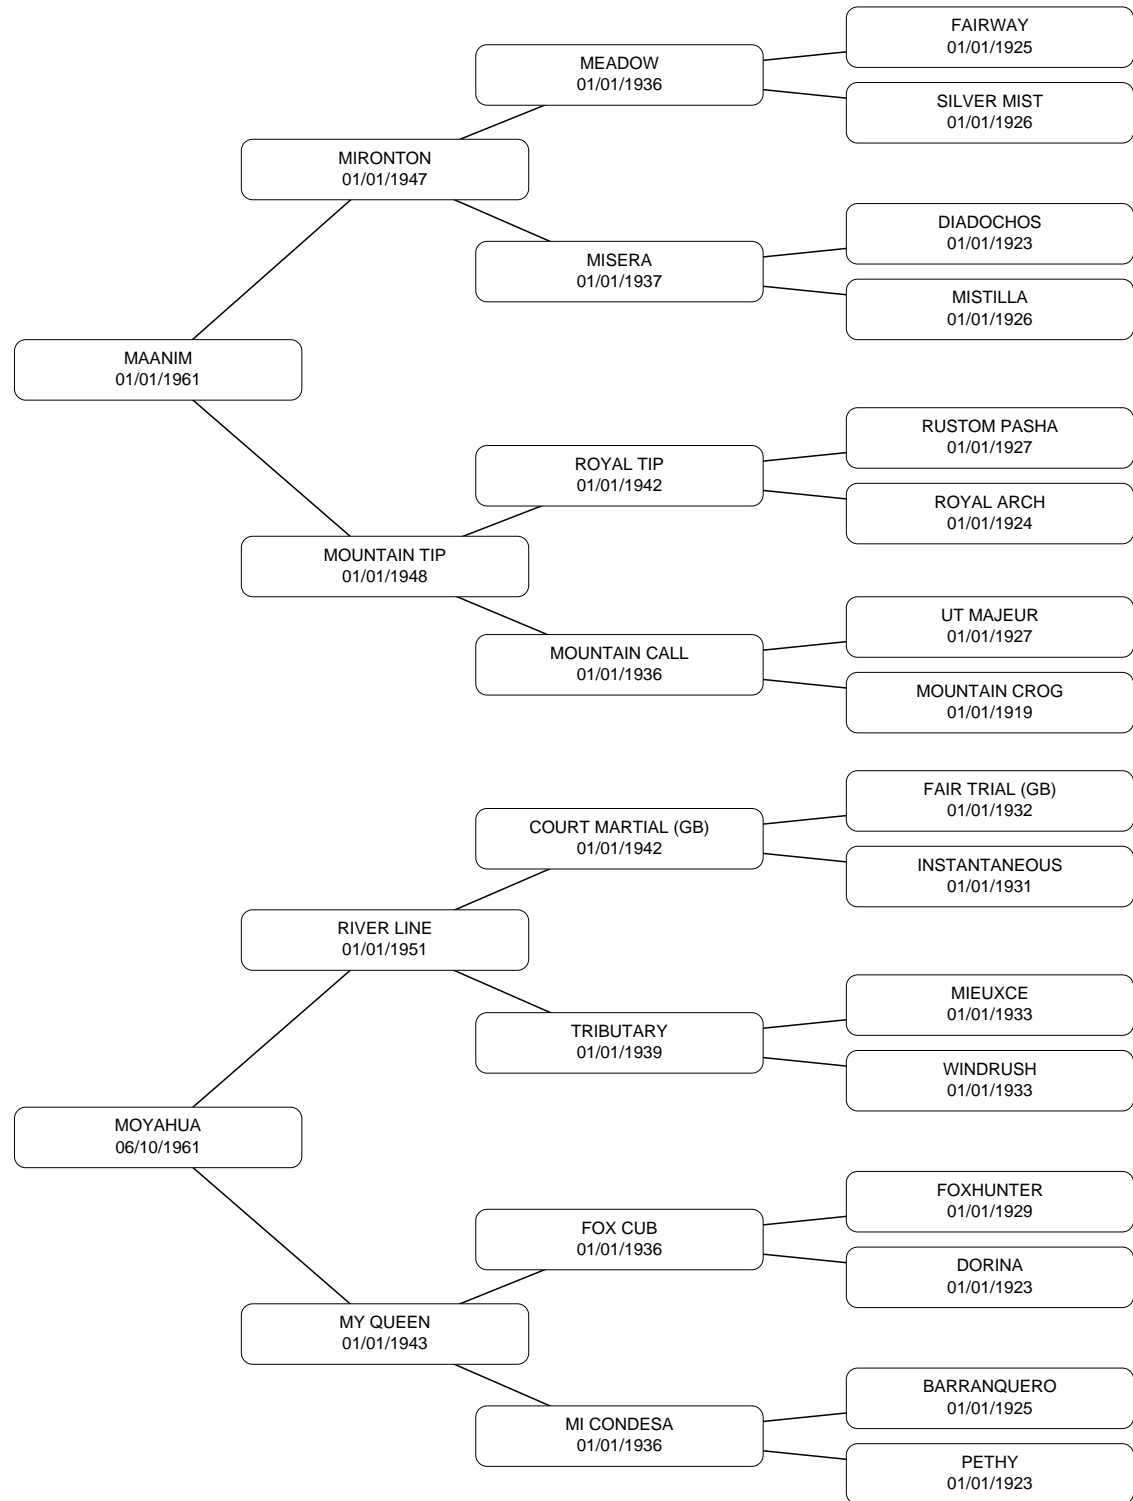 FAIRWAY
01/01/1925
MEADOW
01/01/1936
SILVER MIST
01/01/1926
MIRONTON
01/01/1947
DIADOCHOS
01/01/1923
MISERA
01/01/1937
MISTILLA
01/01/1926
MAANIM
01/01/1961
RUSTOM PASHA
01/01/1927
ROYAL TIP
01/01/1942
ROYAL ARCH
01/01/1924
MOUNTAIN TIP
01/01/1948
UT MAJEUR
01/01/1927
MOUNTAIN CALL
01/01/1936
MOUNTAIN CROG
01/01/1919
FAIR TRIAL (GB)
01/01/1932
COURT MARTIAL (GB)
01/01/1942
INSTANTANEOUS
01/01/1931
RIVER LINE
01/01/1951
MIEUXCE
01/01/1933
TRIBUTARY
01/01/1939
WINDRUSH
01/01/1933
MOYAHUA
06/10/1961
FOXHUNTER
01/01/1929
FOX CUB
01/01/1936
DORINA
01/01/1923
MY QUEEN
01/01/1943
BARRANQUERO
01/01/1925
MI CONDESA
01/01/1936
PETHY
01/01/1923